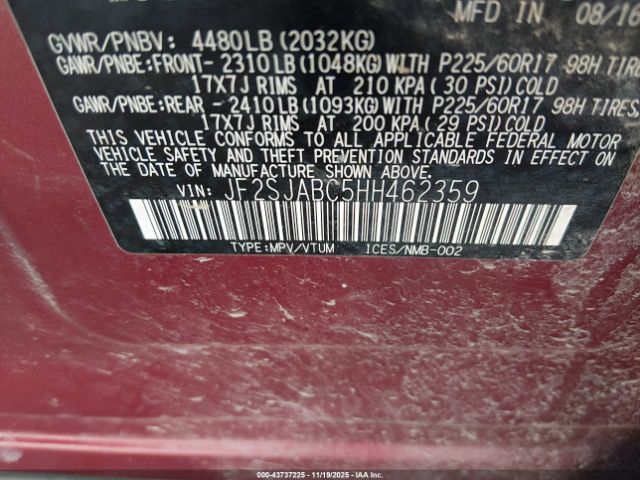 MFD IN 08/16
GVWR/PNBV: 4480LB (2032KG)
GAWR/PNBE:FRONT- 2310LB (1048KG) WITH P225/60R17 98H TIRE
17X7J RIMS AT 210 KPA( 30 PSI) COLD
GAWR/PNBE:REAR - 2410LB (1093KG) WITH P225/60R17 98H TIRES
17X7J RIMS AT 200 KPA( 29 PSI) COLD
THIS VEHICLE CONFORMS TO ALL APPLICABLE FEDERAL MOTOR
VEHICLE SAFETY AND THEFT PREVENTION STANDARDS IN EFFECT ON
THE DATE OF MANUFACTURE SHOWN ABOVE.
VIN: JF2SJABC5HH462359
TYPE:MPV/VTUM ICES/NMB-002
000-43737225 - 11/19/2025 - IAAI.COM